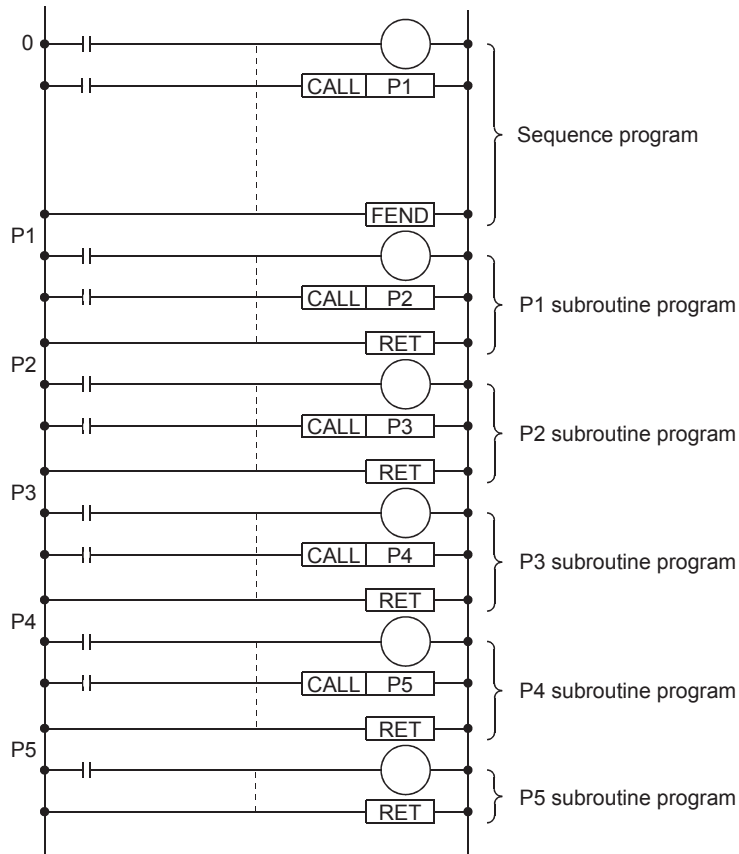 0
CALL P1
Sequence program
FEND
P1
CALL P2
P1 subroutine program
RET
P2
CALL P3
P2 subroutine program
RET
P3
CALL P4
P3 subroutine program
RET
P4
CALL P5
P4 subroutine program
RET
P5
P5 subroutine program
RET